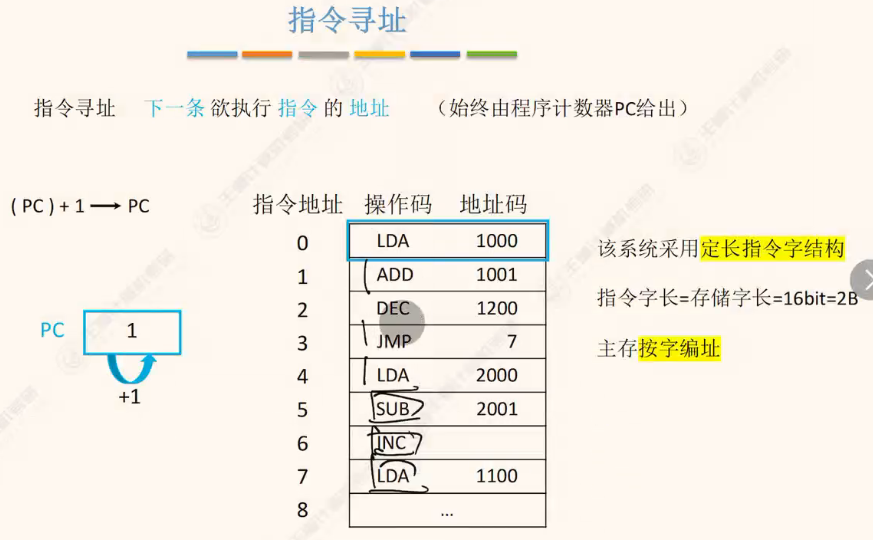 指令寻址
指令寻址 下一条 欲执行 指令 的 地址 （始终由程序计数器PC给出）
( PC ) + 1 → PC
指令地址 操作码 地址码
0 LDA 1000
1 ADD 1001
2 DEC 1200
3 JMP 7
4 LDA 2000
5 SUB 2001
6 INC
7 LDA 1100
8 ...
PC 1
+1
该系统采用定长指令字结构
指令字长=存储字长=16bit=2B
主存按字编址